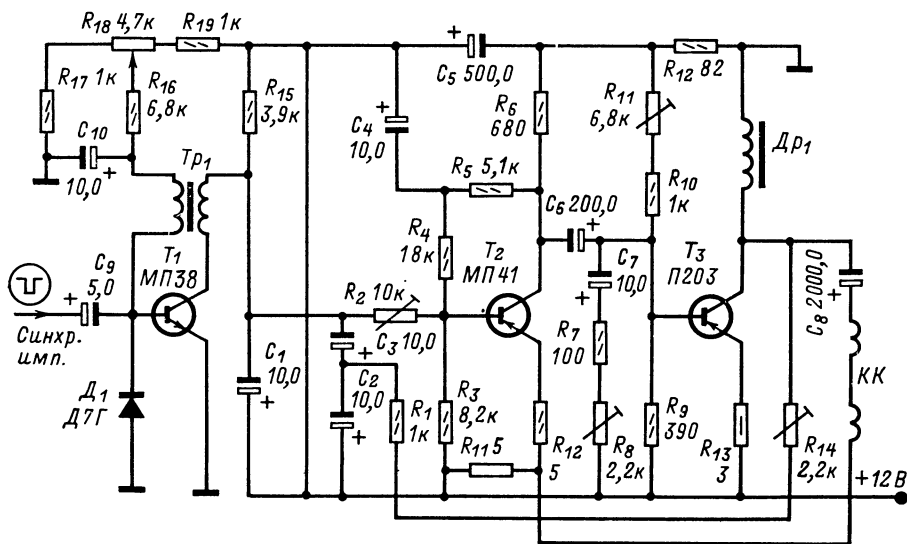 R18 4,7к
R19 1к
R17 1к
R16
6,8к
R15
3,9к
C10
10,0
+
Тр1
+
C5 500,0
R12 82
R6
680
R11
6,8к
+
C4
10,0
R5 5,1к
Др1
C6 200,0
R10
1к
R4
18к
+
C9
5,0
+
T1
МП38
T2
МП41
C7
10,0
+
T3
П203
C8 2000,0
+
Синхр.
имп.
R2 10к
C3 10,0
+
R7
100
КК
Д1
Д7Г
C1
10,0
+
C2
10,0
+
R1
1к
R3
8,2к
R11 5
R12
5
R8
2,2к
R9
390
R13
3
R14
2,2к
+12 В